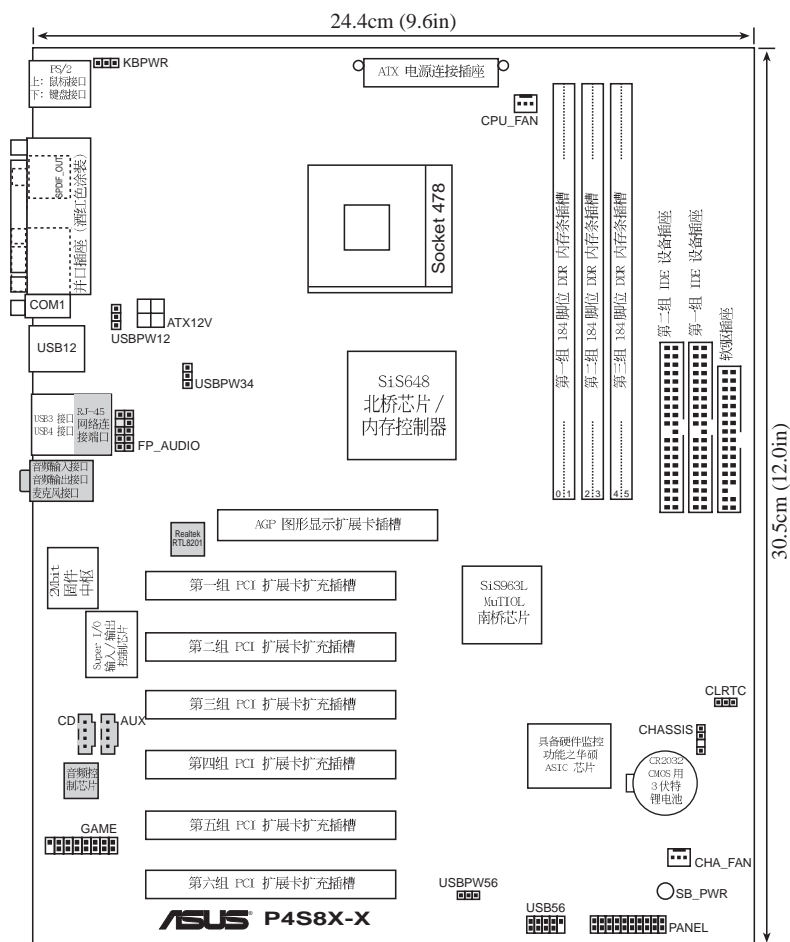 24.4cm (9.6in)
PS/2
上：鼠标接口
下：键盘接口
KBPWR
ATX 电源连接插座
CPU_FAN
SPDIF_OUT
并口插座（酒红色涂装）
Socket 478
第一组 184 脚位 DDR 内存条插槽
第二组 184 脚位 DDR 内存条插槽
第三组 184 脚位 DDR 内存条插槽
第二组 IDE 设备插座
第一组 IDE 设备插座
软驱插座
COM1
ATX12V
USBPW12
USB12
USBPW34
SiS648
北桥芯片/
内存控制器
USB3 接口
USB4 接口
RJ-45
网络连
接端口
FP_AUDIO
音频输入接口
音频输出接口
麦克风接口
0 1
2 3
4 5
30.5cm (12.0in)
AGP 图形显示扩展卡插槽
Realtek
RTL8201
2Mbit
固件
中枢
第一组 PCI 扩展卡扩充插槽
SiS963L
MuTIOL
南桥芯片
Super I/O
输入/输出
控制芯片
第二组 PCI 扩展卡扩充插槽
第三组 PCI 扩展卡扩充插槽
CLRTC
CD
AUX
CHASSIS
具备硬件监控
功能之华硕
ASIC 芯片
CR2032
CMOS 用
3 伏特
锂电池
第四组 PCI 扩展卡扩充插槽
音频控
制芯片
GAME
第五组 PCI 扩展卡扩充插槽
CHA_FAN
第六组 PCI 扩展卡扩充插槽
USBPW56
SB_PWR
ASUS® P4S8X-X
USB56
PANEL